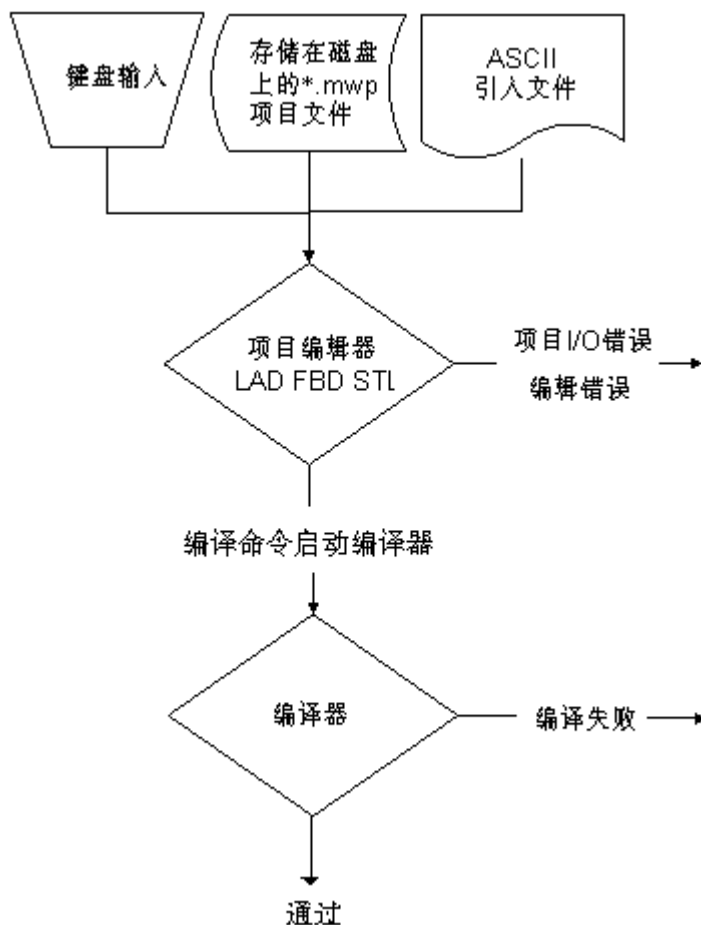 键盘输入
存储在磁盘
上的*.mwp
项目文件
ASCII
引入文件
项目编辑器
LAD FBD STL
项目I/O错误
编辑错误
编译命令启动编译器
编译器
编译失败
通过